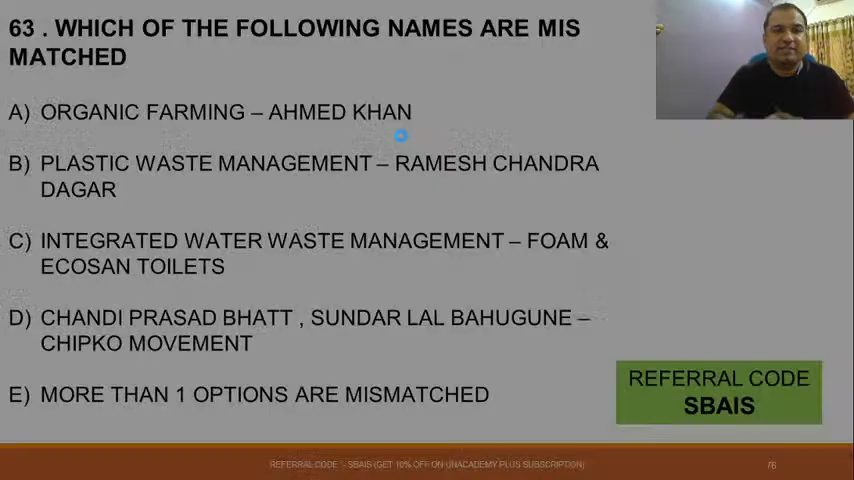 63 . WHICH OF THE FOLLOWING NAMES ARE MIS
MATCHED
A) ORGANIC FARMING – AHMED KHAN
B) PLASTIC WASTE MANAGEMENT – RAMESH CHANDRA
DAGAR
C) INTEGRATED WATER WASTE MANAGEMENT – FOAM &
ECOSAN TOILETS
D) CHANDI PRASAD BHATT , SUNDAR LAL BAHUGUNE –
CHIPKO MOVEMENT
E) MORE THAN 1 OPTIONS ARE MISMATCHED
REFERRAL CODE
SBAIS
REFERRAL CODE - SBAIS (GET 10% OFF ON UNACADEMY PLUS SUBSCRIPTION)
76